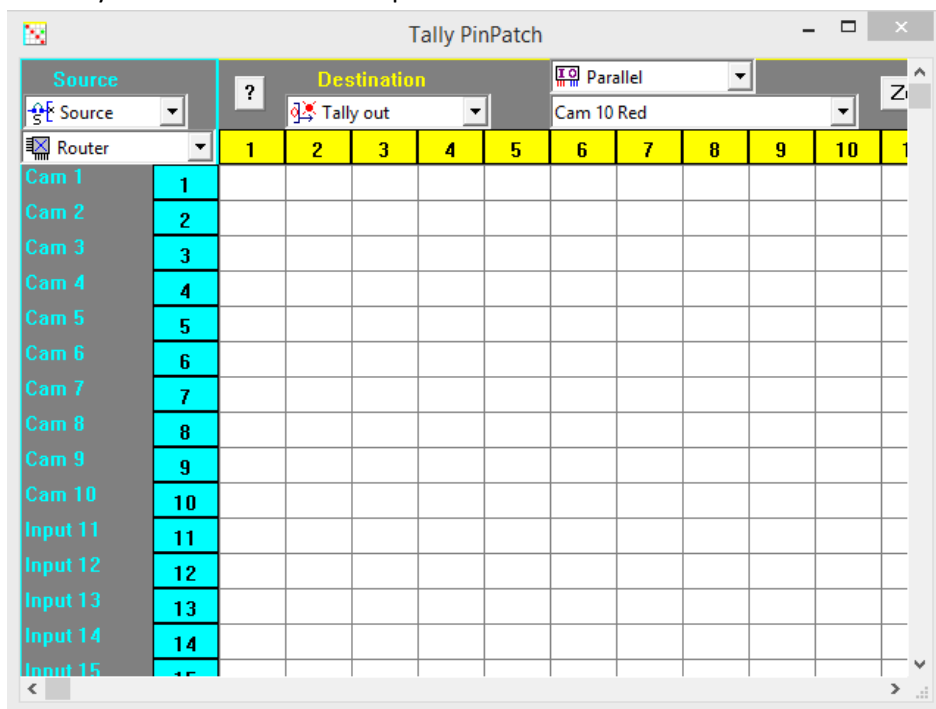 Tally PinPatch
Source ? Destination Parallel
Source Tally out Cam 10 Red
Router 1 2 3 4 5 6 7 8 9 10
Cam 1 1
Cam 2 2
Cam 3 3
Cam 4 4
Cam 5 5
Cam 6 6
Cam 7 7
Cam 8 8
Cam 9 9
Cam 10 10
Input 11 11
Input 12 12
Input 13 13
Input 14 14
Input 15